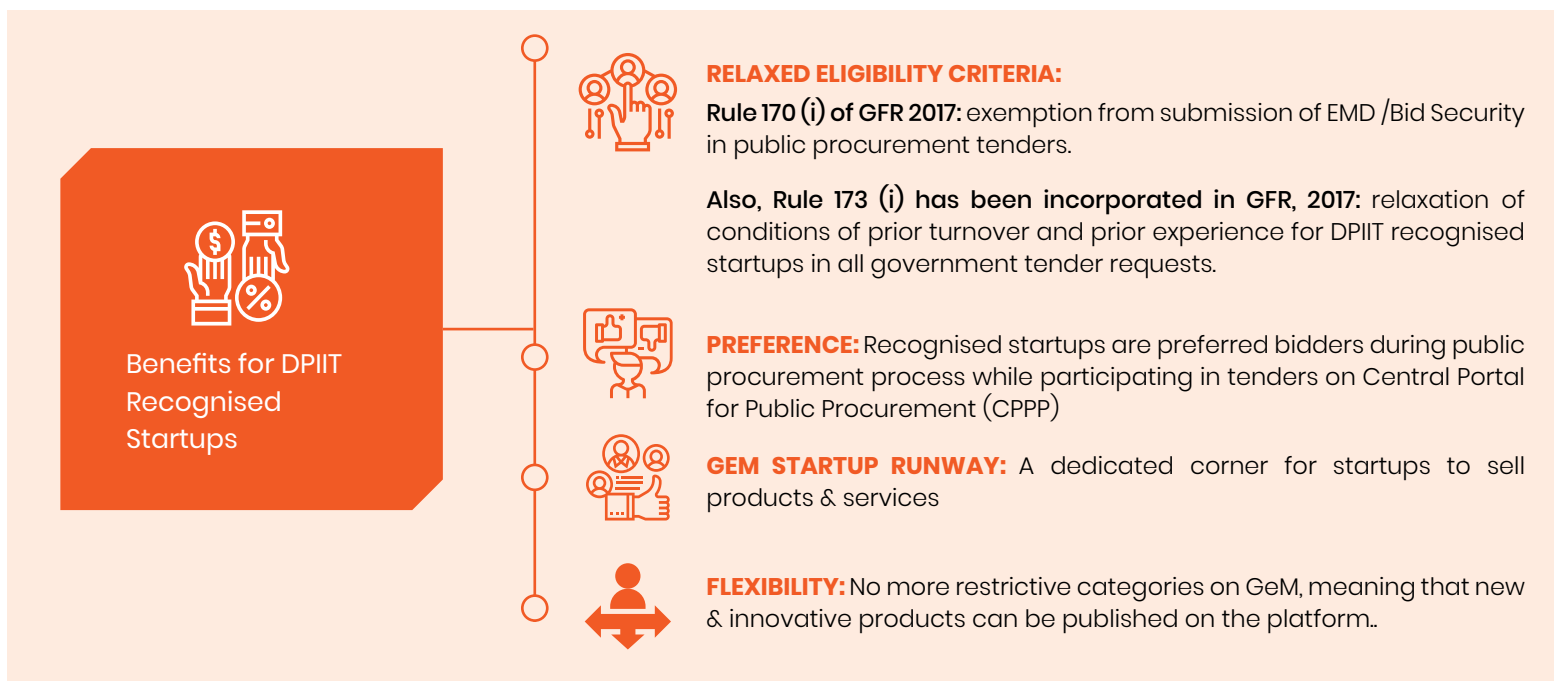 Benefits for DPIIT
Recognised
Startups
RELAXED ELIGIBILITY CRITERIA:
Rule 170 (i) of GFR 2017: exemption from submission of EMD /Bid Security
in public procurement tenders.
Also, Rule 173 (i) has been incorporated in GFR, 2017: relaxation of
conditions of prior turnover and prior experience for DPIIT recognised
startups in all government tender requests.
PREFERENCE: Recognised startups are preferred bidders during public
procurement process while participating in tenders on Central Portal
for Public Procurement (CPPP)
GEM STARTUP RUNWAY: A dedicated corner for startups to sell
products & services
FLEXIBILITY: No more restrictive categories on GeM, meaning that new
& innovative products can be published on the platform..